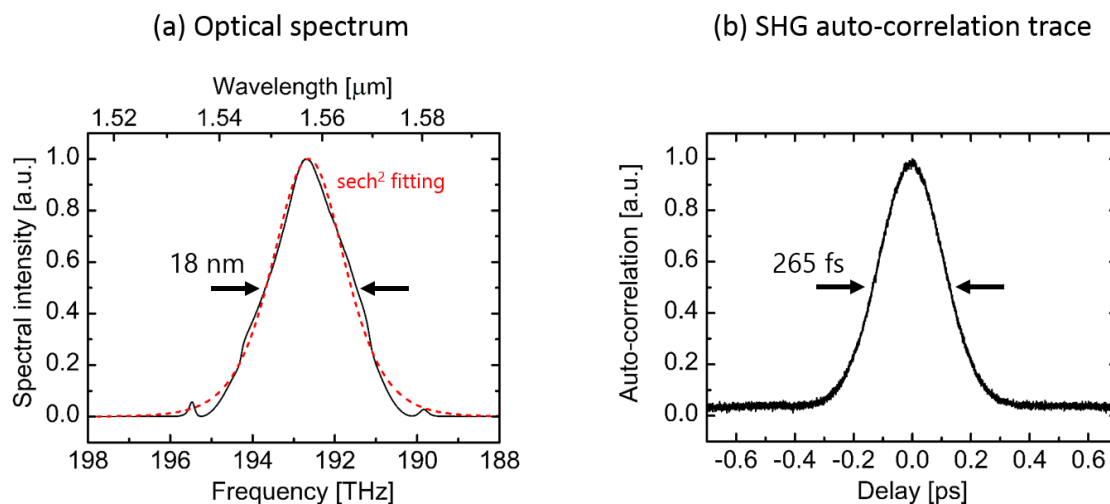 (a) Optical spectrum
Wavelength [μm]
1.52 1.54 1.56 1.58
1.0
0.8
0.6
0.4
0.2
0.0
Spectral intensity [a.u.]
sech² fitting
18 nm
198 196 194 192 190 188
Frequency [THz]
(b) SHG auto-correlation trace
1.0
0.8
0.6
0.4
0.2
0.0
Auto-correlation [a.u.]
265 fs
-0.6 -0.4 -0.2 0.0 0.2 0.4 0.6
Delay [ps]